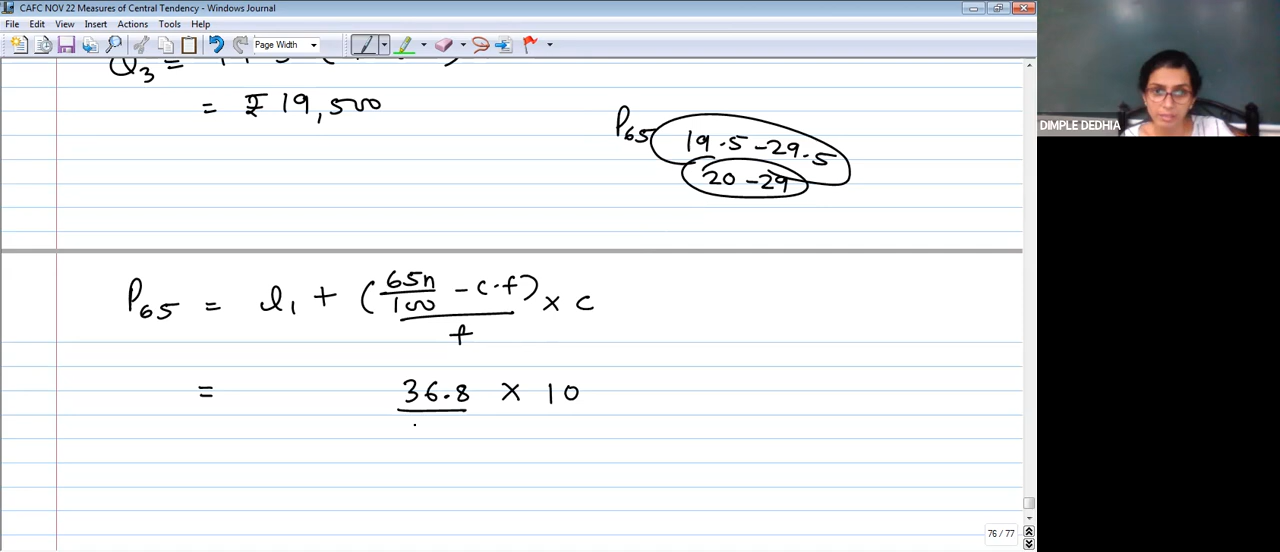 CAFC NOV 22 Measures of Central Tendency - Windows Journal
File Edit View Insert Actions Tools Help
Page Width
Q3 =
= ₹ 19,500
P65 19.5 - 29.5
20 - 29
P65 = l1 + (65n/100 - c.f)/f × c
= 36.8 × 10
76 / 77
DIMPLE DEDHIA